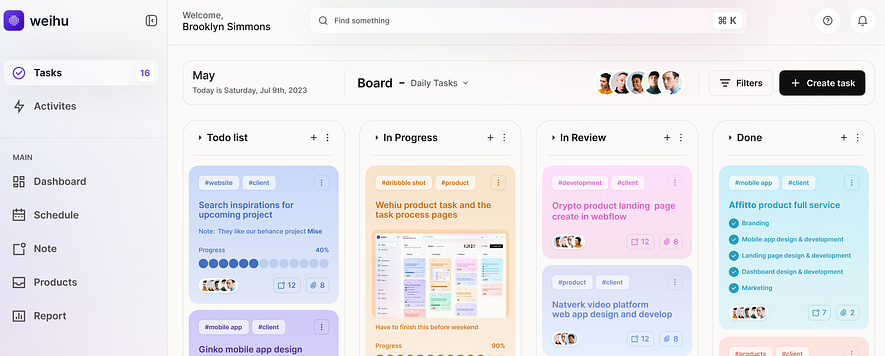 weihu
Welcome,
Brooklyn Simmons
Find something
⌘ K
Tasks
16
Activites
MAIN
Dashboard
Schedule
Note
Products
Report
May
Today is Saturday, Jul 9th, 2023
Board - Daily Tasks
Filters
+ Create task
Todo list
#website #client
Search inspirations for
upcoming project
Note: They like our behance project Mise
Progress 40%
12 8
#mobile app #client
Ginko mobile app design
In Progress
#dribbble shot #product
Wehiu product task and the
task process pages
Have to finish this before weekend
Progress 90%
In Review
#development #client
Orypto product landing page
create in webflow
12 8
#product #client
Natverk video platform
web app design and develop
12 8
Done
#mobile app #client
Affitto product full service
Branding
Mobile app design & development
Landing page design & development
Dashboard design & development
Marketing
7 2
#products #client